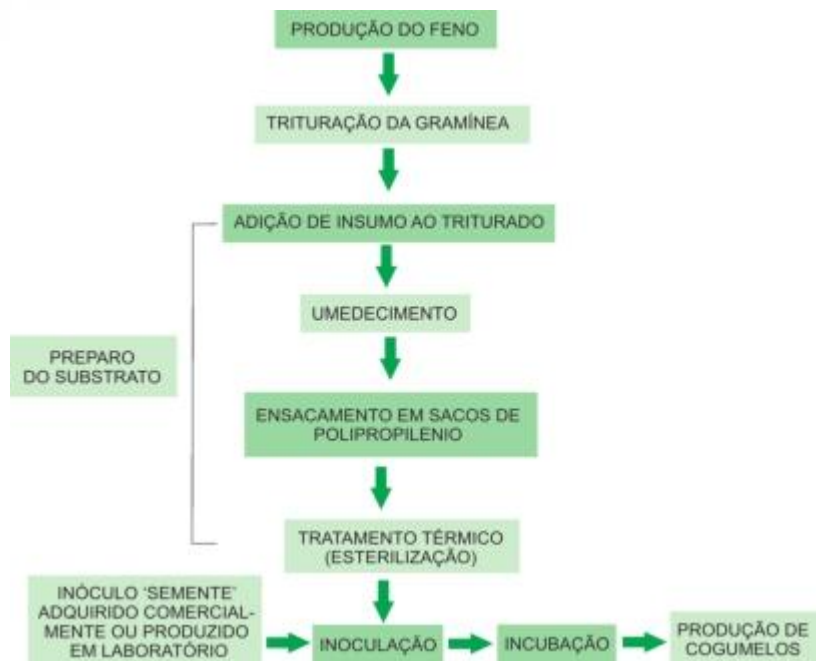 PRODUÇÃO DO FENO
TRITURAÇÃO DA GRAMÍNEA
ADIÇÃO DE INSUMO AO TRITURADO
UMEDECIMENTO
PREPARO
DO SUBSTRATO
ENSACAMENTO EM SACOS DE
POLIPROPILENIO
TRATAMENTO TÉRMICO
(ESTERILIZAÇÃO)
INÓCULO ‘SEMENTE’
ADQUIRIDO COMERCIAL-
MENTE OU PRODUZIDO
EM LABORATÓRIO
INOCULAÇÃO
INCUBAÇÃO
PRODUÇÃO DE
COGUMELOS